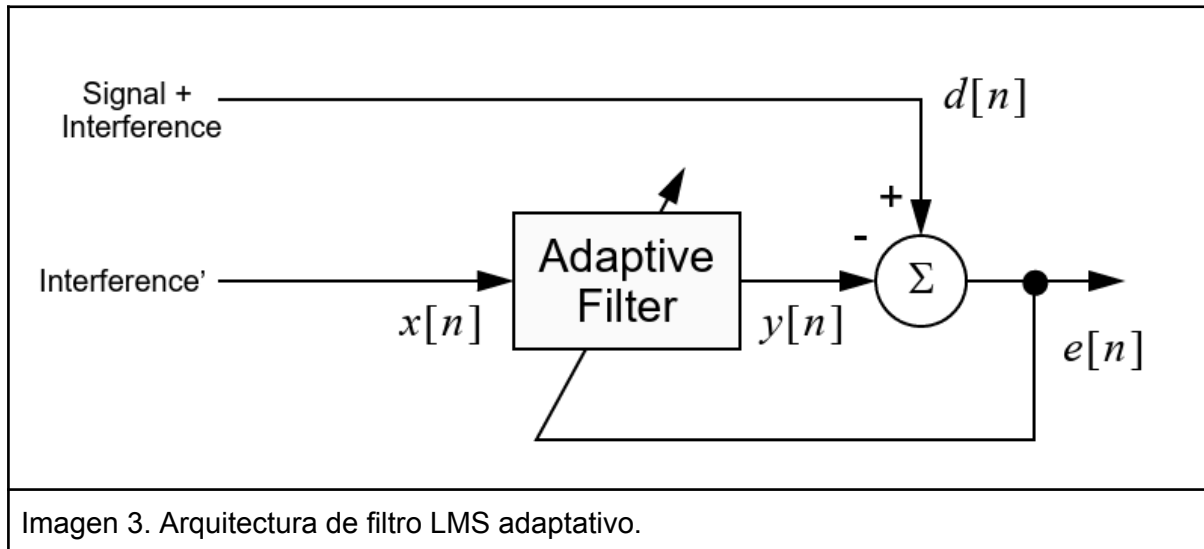 Signal +
Interference
d[n]
+
-
Adaptive
Filter
Σ
Interference’
x[n]
y[n]
e[n]
Imagen 3. Arquitectura de filtro LMS adaptativo.